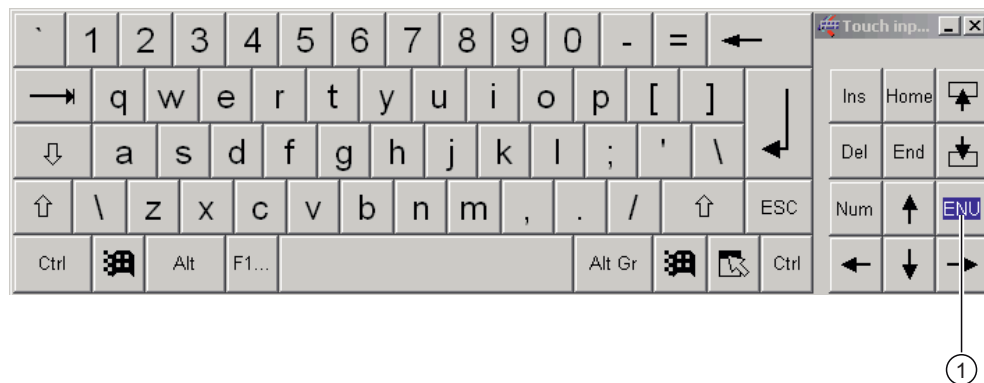 ` 1 2 3 4 5 6 7 8 9 0 - =
Touch inp...
q w e r t y u i o p [ ]
Ins Home
a s d f g h j k l ; ' \
Del End
\ z x c v b n m , . / ESC
Num ENU
Ctrl Alt F1... Alt Gr Ctrl
1